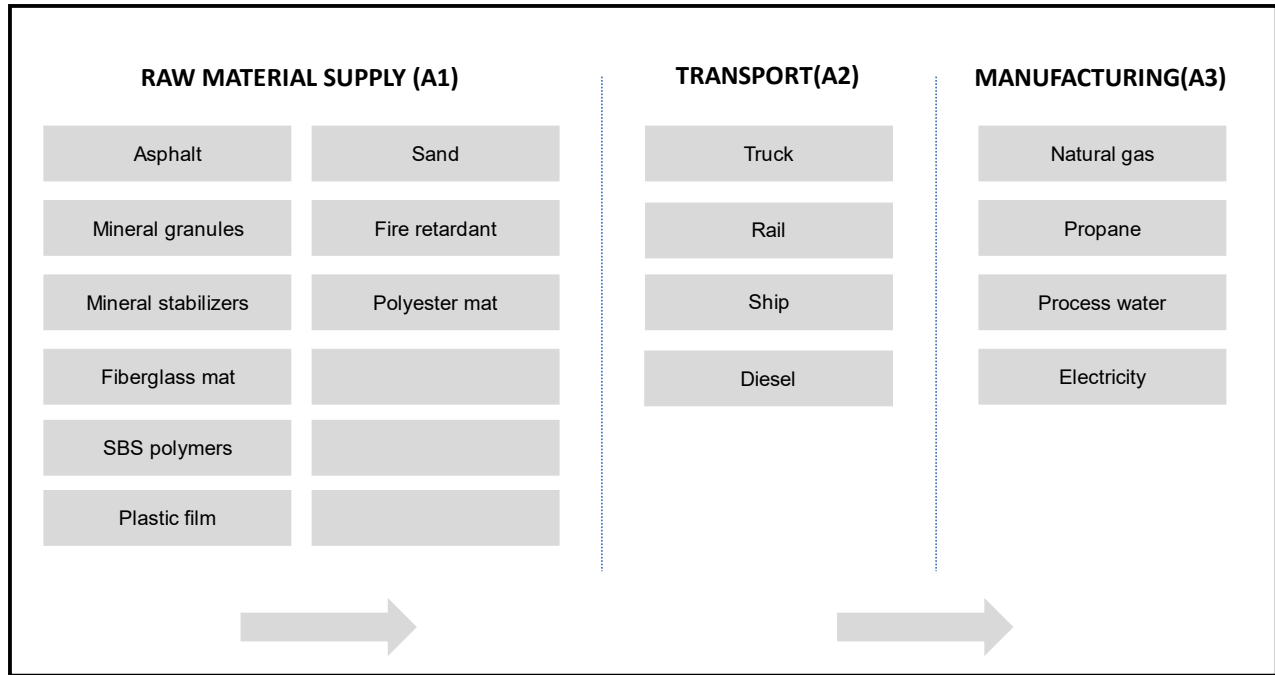 RAW MATERIAL SUPPLY (A1)
Asphalt
Mineral granules
Mineral stabilizers
Fiberglass mat
SBS polymers
Plastic film
Sand
Fire retardant
Polyester mat
TRANSPORT(A2)
Truck
Rail
Ship
Diesel
MANUFACTURING(A3)
Natural gas
Propane
Process water
Electricity